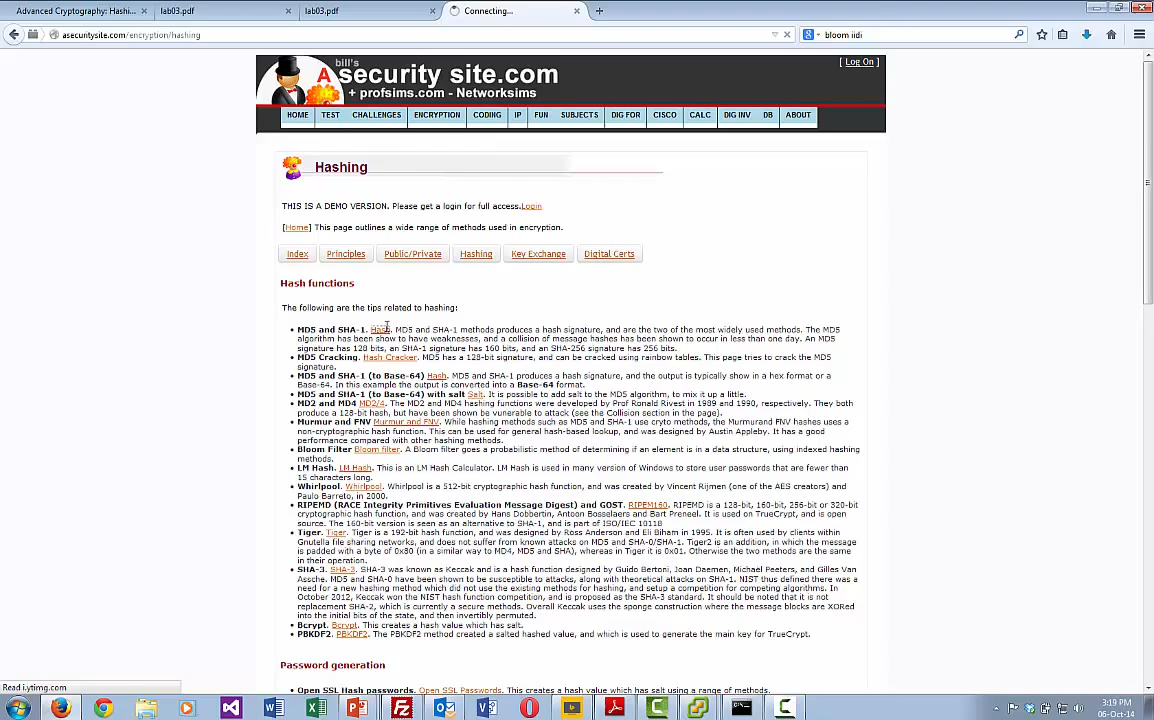 Advanced Cryptography: Hashi...
lab03.pdf
lab03.pdf
Connecting...
asecuritysite.com/encryption/hashing
bloom iidi
bill's
A security site.com
+ profsims.com - Networksims
[ Log On ]
HOME TEST CHALLENGES ENCRYPTION CODING IP FUN SUBJECTS DIG FOR CISCO CALC DIG INV DB ABOUT
Hashing
THIS IS A DEMO VERSION. Please get a login for full access.Login
[Home] This page outlines a wide range of methods used in encryption.
Index Principles Public/Private Hashing Key Exchange Digital Certs
Hash functions
The following are the tips related to hashing:
• MD5 and SHA-1. Hash. MD5 and SHA-1 methods produces a hash signature, and are the two of the most widely used methods. The MD5
algorithm has been show to have weaknesses, and a collision of message hashes has been shown to occur in less than one day. An MD5
signature has 128 bits, an SHA-1 signature has 160 bits, and an SHA-256 signature has 256 bits.
• MD5 Cracking. Hash Cracker. MD5 has a 128-bit signature, and can be cracked using rainbow tables. This page tries to crack the MD5
signature.
• MD5 and SHA-1 (to Base-64) Hash. MD5 and SHA-1 produces a hash signature, and the output is typically show in a hex format or a
Base-64. In this example the output is converted into a Base-64 format.
• MD5 and SHA-1 (to Base-64) with salt Salt. It is possible to add salt to the MD5 algorithm, to mix it up a little.
• MD2 and MD4 MD2/4. The MD2 and MD4 hashing functions were developed by Prof Ronald Rivest in 1989 and 1990, respectively. They both
produce a 128-bit hash, but have been shown be vunerable to attack (see the Collision section in the page).
• Murmur and FNV Murmur and FNV. While hashing methods such as MD5 and SHA-1 use cryto methods, the Murmurand FNV hashes uses a
non-cryptographic hash function. This can be used for general hash-based lookup, and was designed by Austin Appleby. It has a good
performance compared with other hashing methods.
• Bloom Filter Bloom filter. A Bloom filter goes a probabilistic method of determining if an element is in a data structure, using indexed hashing
methods.
• LM Hash. LM Hash. This is an LM Hash Calculator. LM Hash is used in many version of Windows to store user passwords that are fewer than
15 characters long.
• Whirlpool. Whirlpool. Whirlpool is a 512-bit cryptographic hash function, and was created by Vincent Rijmen (one of the AES creators) and
Paulo Barreto, in 2000.
• RIPEMD (RACE Integrity Primitives Evaluation Message Digest) and GOST. RIPEM160. RIPEMD is a 128-bit, 160-bit, 256-bit or 320-bit
cryptographic hash function, and was created by Hans Dobbertin, Antoon Bosselaers and Bart Preneel. It is used on TrueCrypt, and is open
source. The 160-bit version is seen as an alternative to SHA-1, and is part of ISO/IEC 10118
• Tiger. Tiger. Tiger is a 192-bit hash function, and was designed by Ross Anderson and Eli Biham in 1995. It is often used by clients within
Gnutella file sharing networks, and does not suffer from known attacks on MD5 and SHA-0/SHA-1. Tiger2 is an addition, in which the message
is padded with a byte of 0x80 (in a similar way to MD4, MD5 and SHA), whereas in Tiger it is 0x01. Otherwise the two methods are the same
in their operation.
• SHA-3. SHA-3. SHA-3 was known as Keccak and is a hash function designed by Guido Bertoni, Joan Daemen, Michael Peeters, and Gilles Van
Assche. MD5 and SHA-0 have been shown to be susceptible to attacks, along with theoretical attacks on SHA-1. NIST thus defined there was a
need for a new hashing method which did not use the existing methods for hashing, and setup a competition for competing algorithms. In
October 2012, Keccak won the NIST hash function competition, and is proposed as the SHA-3 standard. It should be noted that it is not
replacement SHA-2, which is currently a secure methods. Overall Keccak uses the sponge construction where the message blocks are XORed
into the initial bits of the state, and then invertibly permuted.
• Bcrypt. Bcrypt. This creates a hash value which has salt.
• PBKDF2. PBKDF2. The PBKDF2 method created a salted hashed value, and which is used to generate the main key for TrueCrypt.
Password generation
• Open SSL Hash passwords. Open SSL Passwords. This creates a hash value which has salt using a range of methods.
Read i.ytimg.com
3:19 PM
06-Oct-14